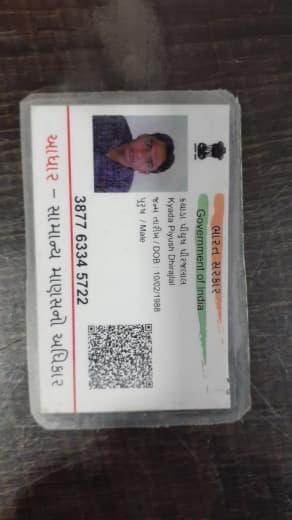 ભારત સરકાર
Government of India
કયાડા પીયુષ ધીરજલાલ
Kyada Piyush Dhirajlal
જન્મ તારીખ / DOB : 10/02/1988
પુરુષ / Male
3877 6334 5722
આધાર – સામાન્ય માણસનો અધિકાર